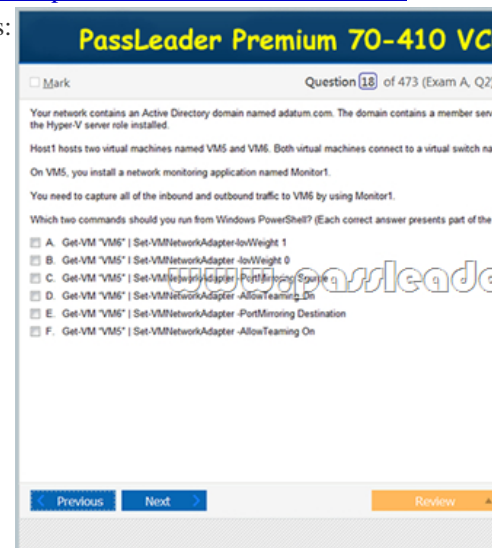 s:
PassLeader Premium 70-410 VC
Mark
Question 18 of 473 (Exam A, Q2
Your network contains an Active Directory domain named adatum.com. The domain contains a member serv
the Hyper-V server role installed.
Host1 hosts two virtual machines named VM5 and VM6. Both virtual machines connect to a virtual switch na
On VM5, you install a network monitoring application named Monitor1.
You need to capture all of the inbound and outbound traffic to VM6 by using Monitor1.
Which two commands should you run from Windows PowerShell? (Each correct answer presents part of the
A. Get-VM "VM6" | Set-VMNetworkAdapter-IovWeight 1
B. Get-VM "VM5" | Set-VMNetworkAdapter -IovWeight 0
C. Get-VM "VM5" | Set-VMNetworkAdapter -PortMirroring Source
D. Get-VM "VM6" | Set-VMNetworkAdapter -AllowTeaming On
E. Get-VM "VM6" | Set-VMNetworkAdapter -PortMirroring Destination
F. Get-VM "VM5" | Set-VMNetworkAdapter -AllowTeaming On
www.passleade
Previous
Next
Review